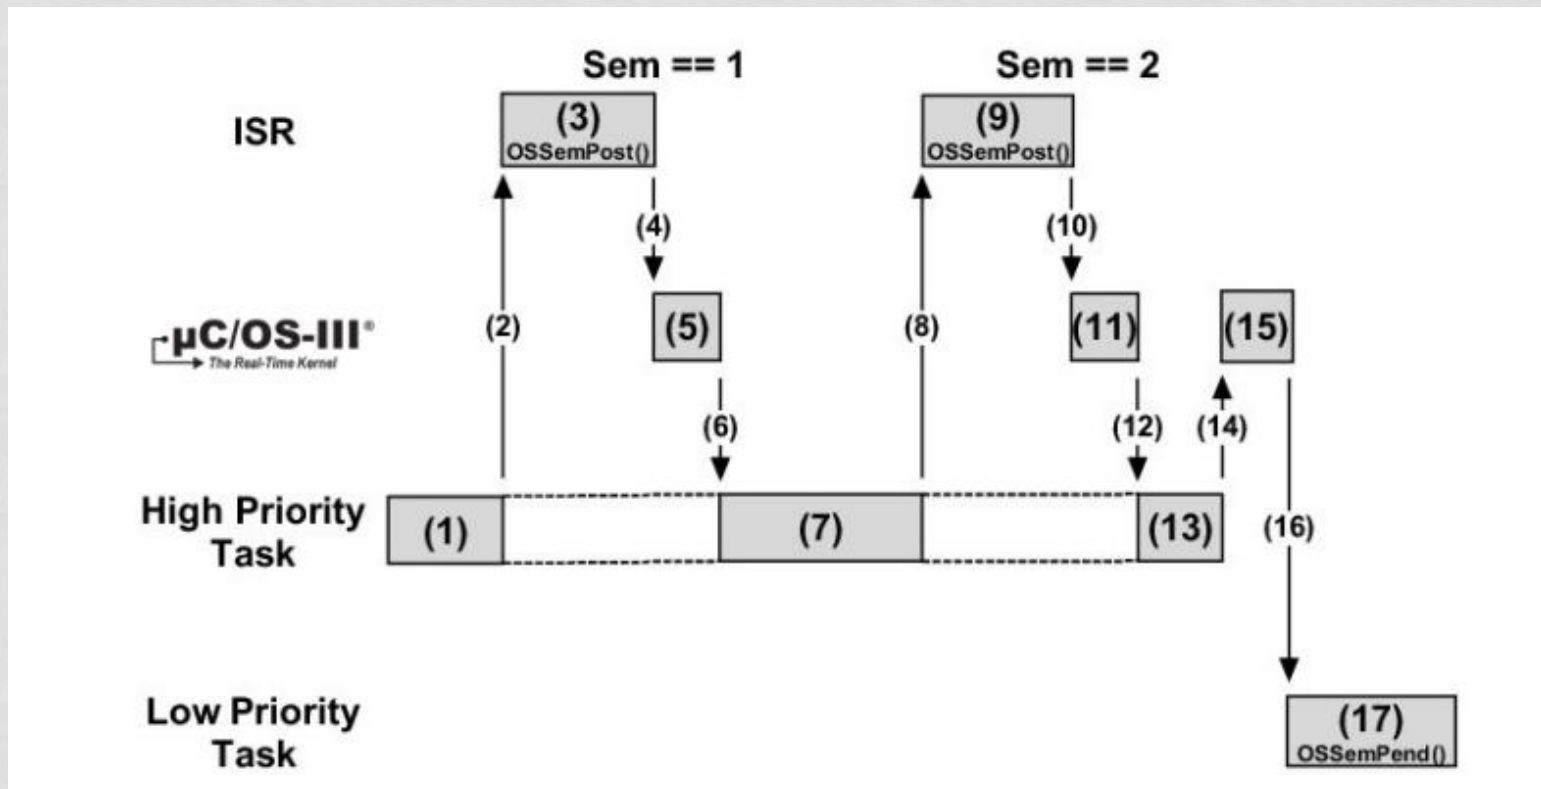 Sem == 1
Sem == 2
ISR
(3)
OSSemPost()
(9)
OSSemPost()
(4)
(10)
µC/OS-III®
The Real-Time Kernel
(2)
(5)
(8)
(11)
(15)
(6)
(12)
(14)
High Priority
Task
(1)
(7)
(13)
(16)
Low Priority
Task
(17)
OSSemPend()